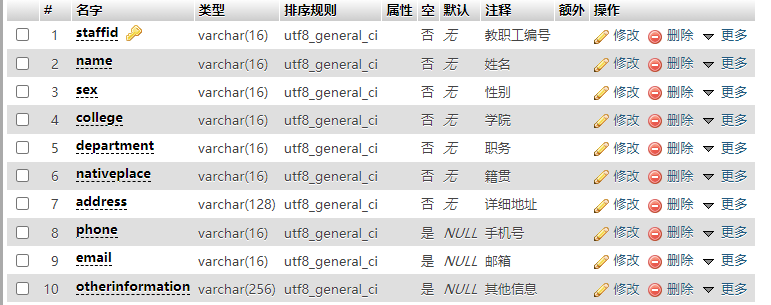 # 名字 类型 排序规则 属性 空 默认 注释 额外 操作
1 staffid varchar(16) utf8_general_ci 否 无 教职工编号 修改 删除 更多
2 name varchar(16) utf8_general_ci 否 无 姓名 修改 删除 更多
3 sex varchar(16) utf8_general_ci 否 无 性别 修改 删除 更多
4 college varchar(16) utf8_general_ci 否 无 学院 修改 删除 更多
5 department varchar(16) utf8_general_ci 否 无 职务 修改 删除 更多
6 nativeplace varchar(16) utf8_general_ci 否 无 籍贯 修改 删除 更多
7 address varchar(128) utf8_general_ci 否 无 详细地址 修改 删除 更多
8 phone varchar(16) utf8_general_ci 是 NULL 手机号 修改 删除 更多
9 email varchar(16) utf8_general_ci 是 NULL 邮箱 修改 删除 更多
10 otherinformation varchar(256) utf8_general_ci 是 NULL 其他信息 修改 删除 更多